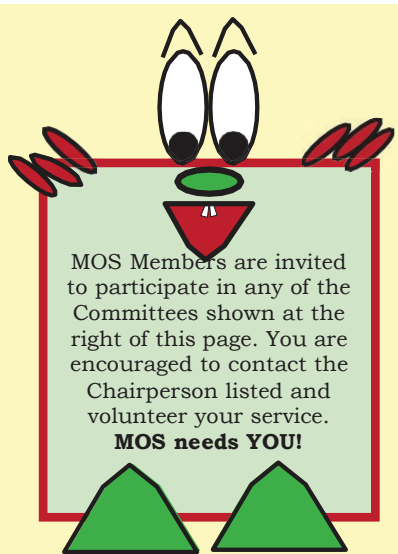 MOS Members are invited
to participate in any of the
Committees shown at the
right of this page. You are
encouraged to contact the
Chairperson listed and
volunteer your service.
MOS needs YOU!